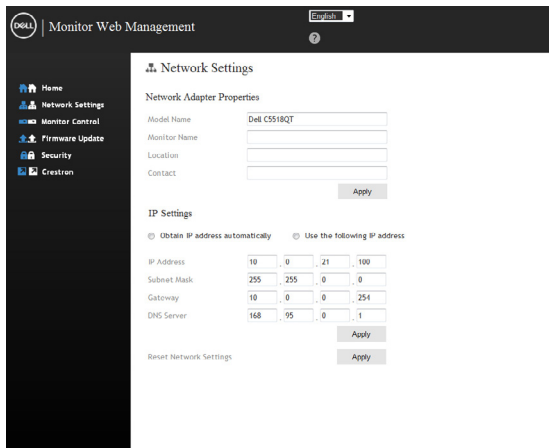 DELL | Monitor Web Management
English
?
Home
Network Settings
Monitor Control
Firmware Update
Security
Crestron
Network Settings
Network Adapter Properties
Model Name Dell C5518QT
Monitor Name
Location
Contact
Apply
IP Settings
Obtain IP address automatically Use the following IP address
IP Address 10 . 0 . 21 . 100
Subnet Mask 255 . 255 . 0 . 0
Gatoway 10 . 0 . 0 . 254
DNS Server 168 . 95 . 0 . 1
Apply
Reset Network Settings Apply